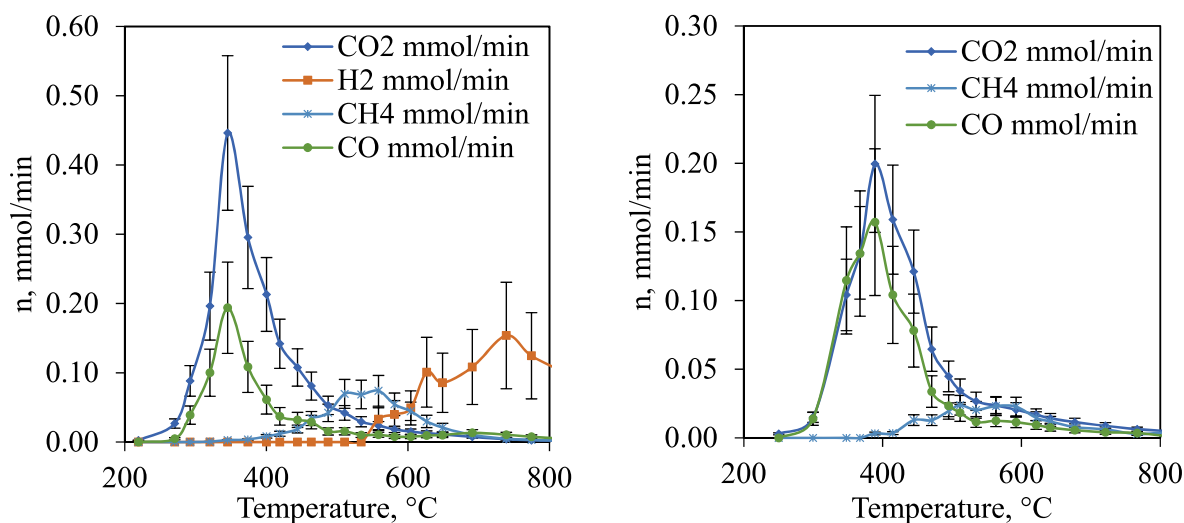 0.60
0.50
0.40
0.30
0.20
0.10
0.00
n, mmol/min
CO2 mmol/min
H2 mmol/min
CH4 mmol/min
CO mmol/min
200 400 600 800
Temperature, °C
0.30
0.25
0.20
0.15
0.10
0.05
0.00
n, mmol/min
CO2 mmol/min
CH4 mmol/min
CO mmol/min
200 400 600 800
Temperature, °C